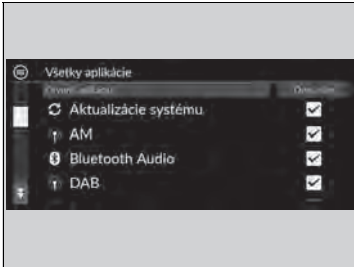 Všetky aplikácie
Aktualizácie systému
AM
Bluetooth Audio
DAB